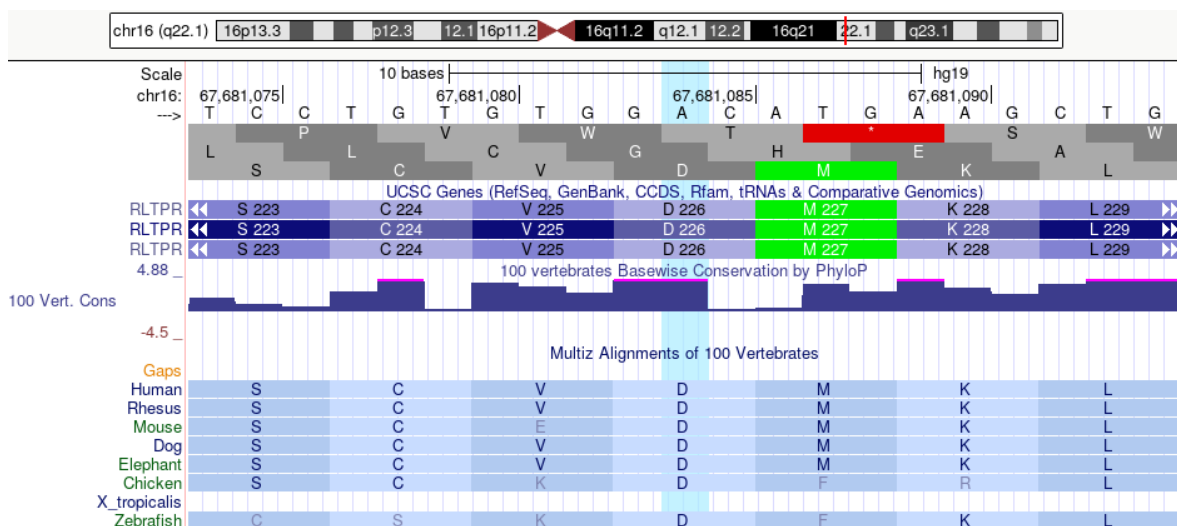 chr16 (q22.1) 16p13.3 p12.3 12.1 16p11.2 16q11.2 q12.1 12.2 16q21 22.1 q23.1
Scale 10 bases hg19
chr16: 67,681,075 67,681,080 67,681,085 67,681,090
---> T C C T G T G T G G A C A T G A A G C T G
P V W T * S W
L L C G H E A
S C V D M K L
UCSC Genes (RefSeq, GenBank, CCDS, Rfam, tRNAs & Comparative Genomics)
RLTPR S 223 C 224 V 225 D 226 M 227 K 228 L 229
RLTPR S 223 C 224 V 225 D 226 M 227 K 228 L 229
RLTPR S 223 C 224 V 225 D 226 M 227 K 228 L 229
4.88 _ 100 vertebrates Basewise Conservation by PhyloP
100 Vert. Cons
-4.5 _
Multiz Alignments of 100 Vertebrates
Gaps
Human S C V D M K L
Rhesus S C V D M K L
Mouse S C E D M K L
Dog S C V D M K L
Elephant S C V D M K L
Chicken S C K D F R L
X_tropicalis
Zebrafish C S K D F K L